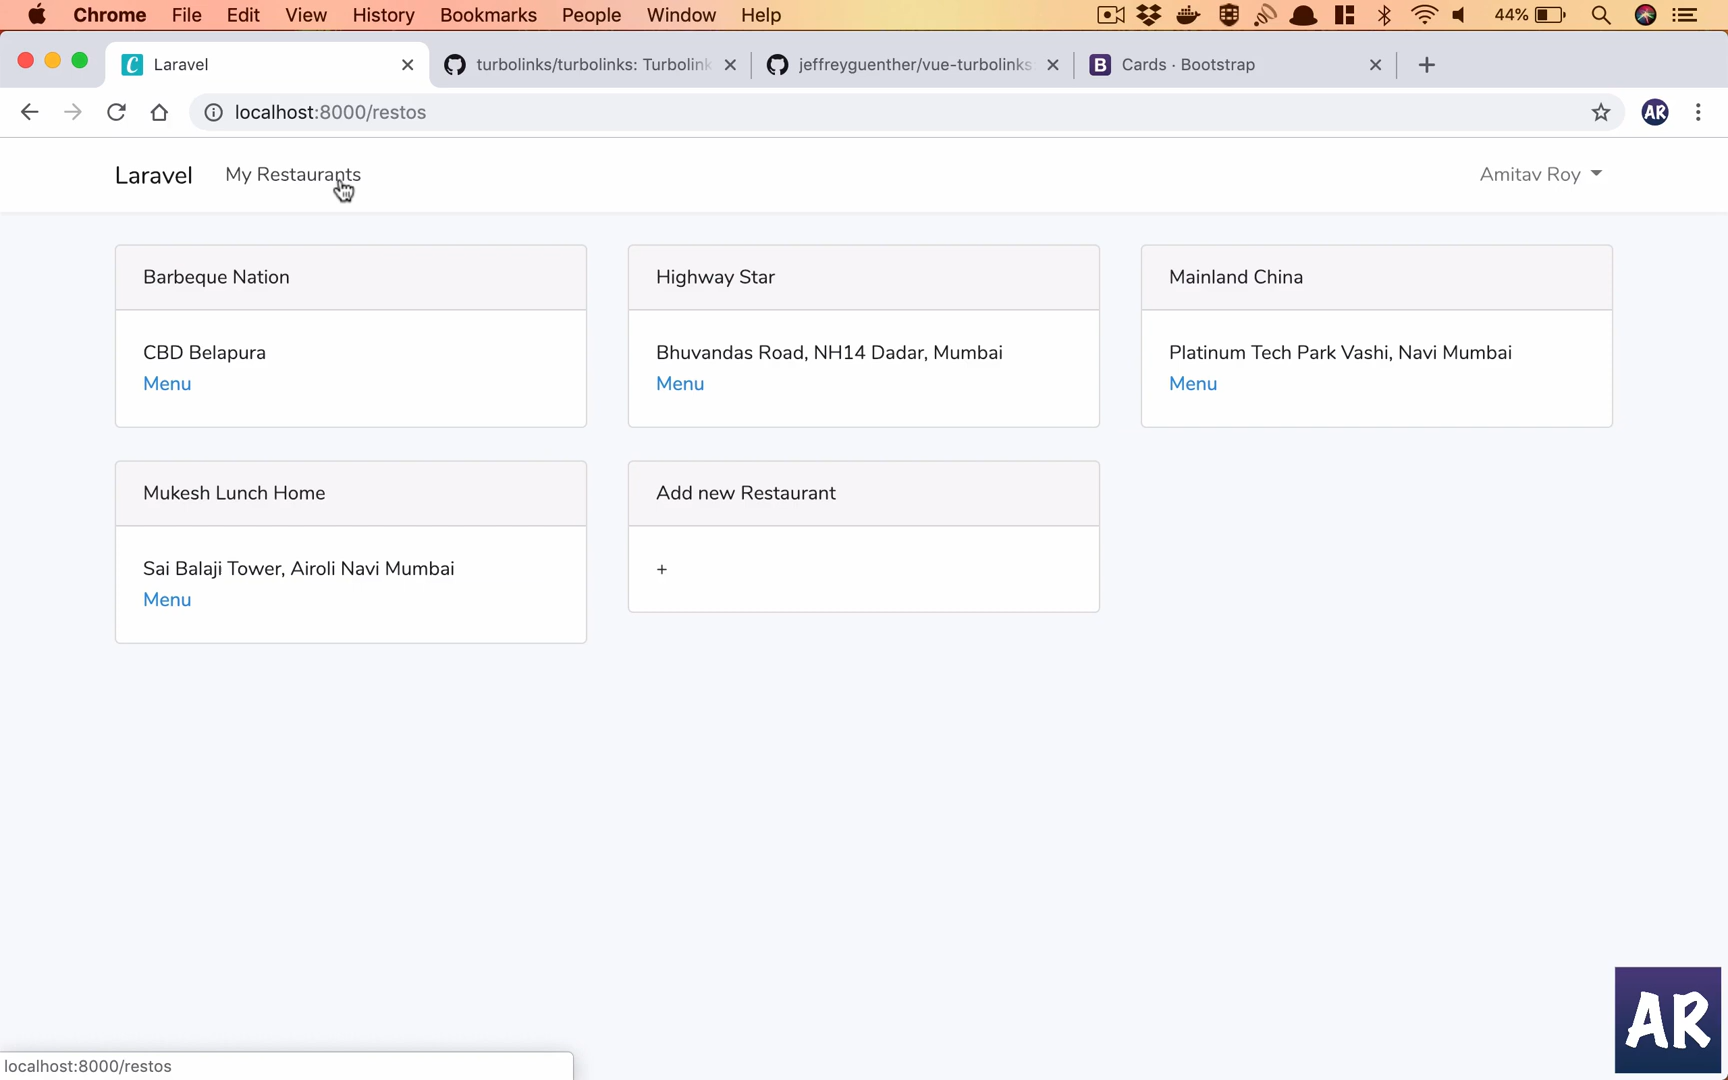 Chrome File Edit View History Bookmarks People Window Help 44%
Laravel turbolinks/turbolinks: Turbolink jeffreyguenther/vue-turbolinks B Cards · Bootstrap
localhost:8000/restos AR
Laravel My Restaurants Amitav Roy
Barbeque Nation Highway Star Mainland China
CBD Belapura Bhuvandas Road, NH14 Dadar, Mumbai Platinum Tech Park Vashi, Navi Mumbai
Menu Menu Menu
Mukesh Lunch Home Add new Restaurant
Sai Balaji Tower, Airoli Navi Mumbai +
Menu
AR
localhost:8000/restos